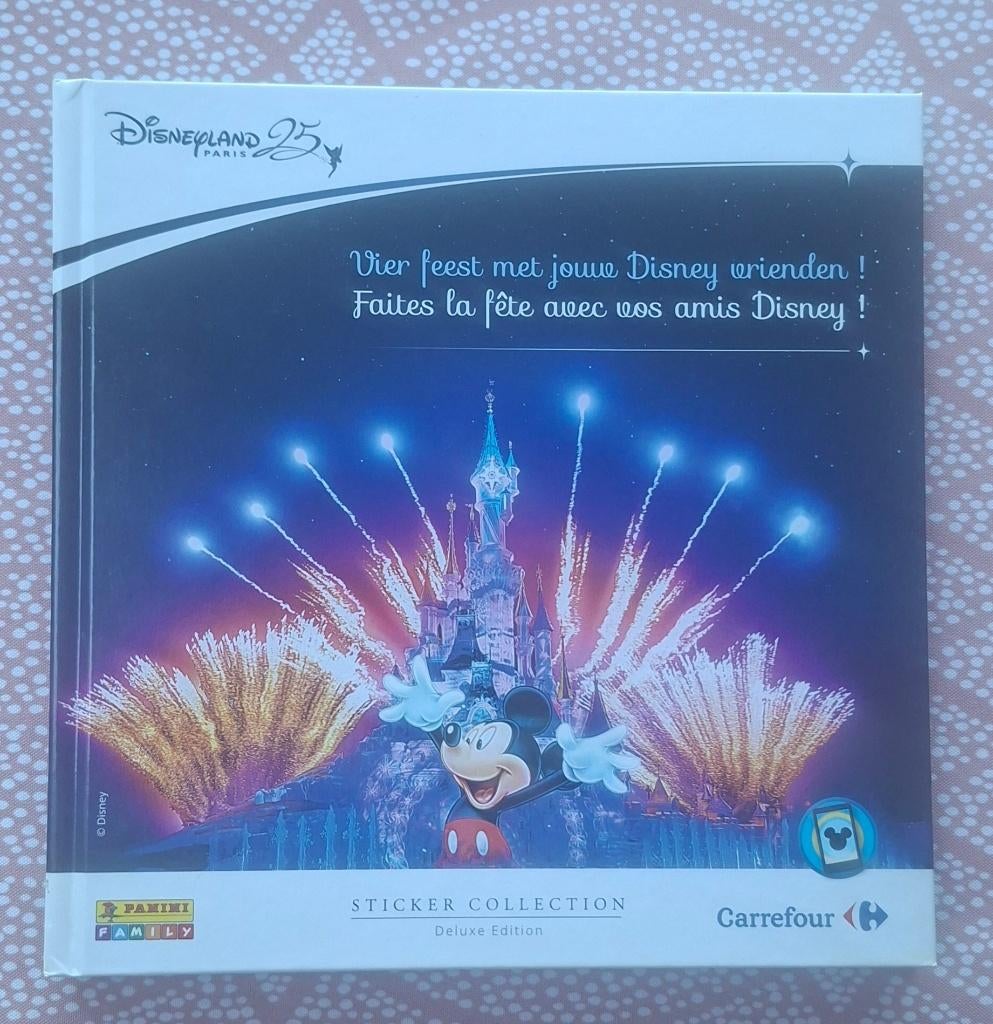 Disneyland 25
PARIS
Vier feest met jouw Disney vrienden !
Faites la fête avec vos amis Disney !
© Disney
PANINI
FAMILY
STICKER COLLECTION
Deluxe Edition
Carrefour